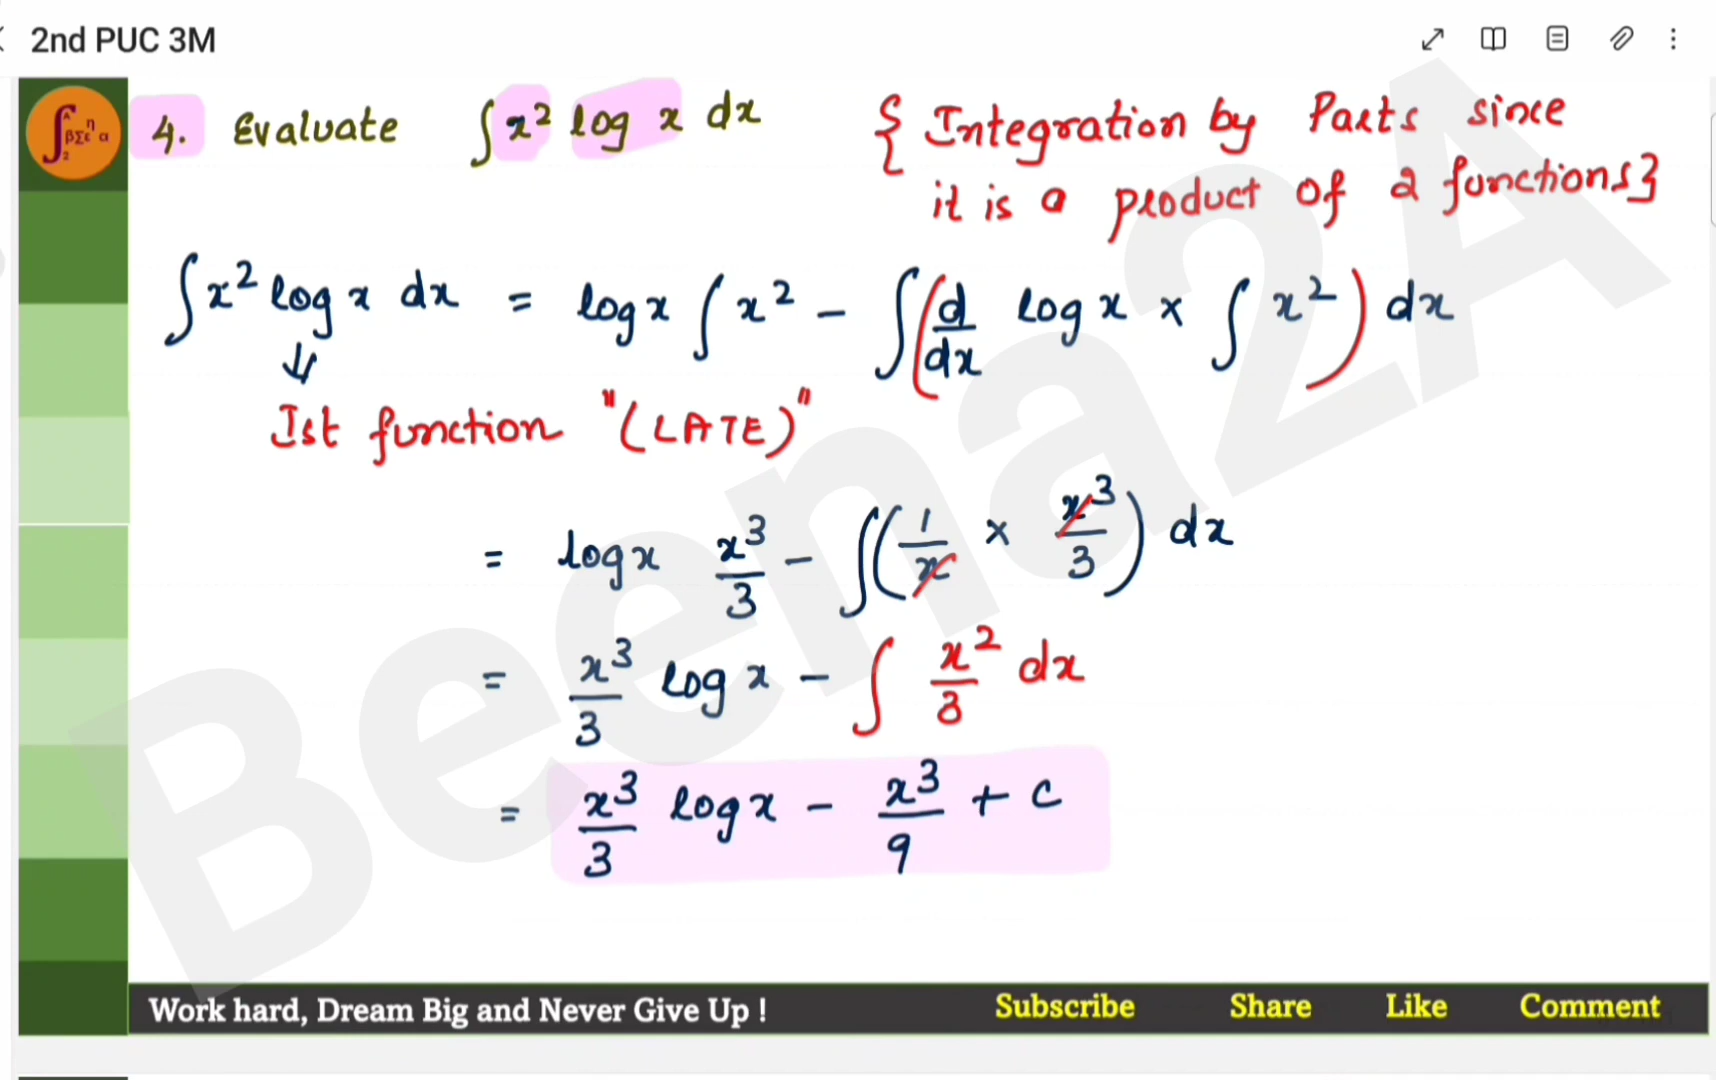 2nd PUC 3M
4. Evaluate ∫ x² log x dx { Integration by Parts since
it is a product of 2 functions}
∫ x² log x dx = log x ∫ x² - ∫ (d/dx log x × ∫ x²) dx
Ist function "(LATE)"
= log x x³/3 - ∫ (1/x × x³/3) dx
= x³/3 log x - ∫ x²/3 dx
= x³/3 log x - x³/9 + c
Beena2A
Work hard, Dream Big and Never Give Up ! Subscribe Share Like Comment